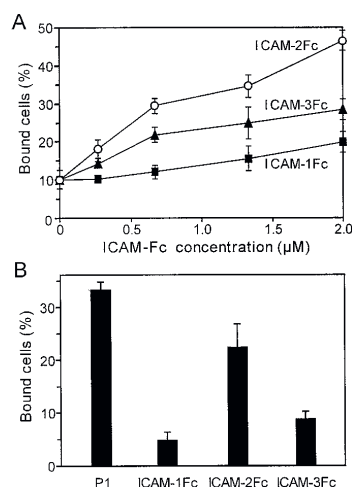 A
50
40
30
20
10
0
Bound cells (%)
ICAM-2Fc
ICAM-3Fc
ICAM-1Fc
0.0 0.5 1.0 1.5 2.0
ICAM-Fc concentration (µM)
B
30
20
10
0
Bound cells (%)
P1 ICAM-1Fc ICAM-2Fc ICAM-3Fc